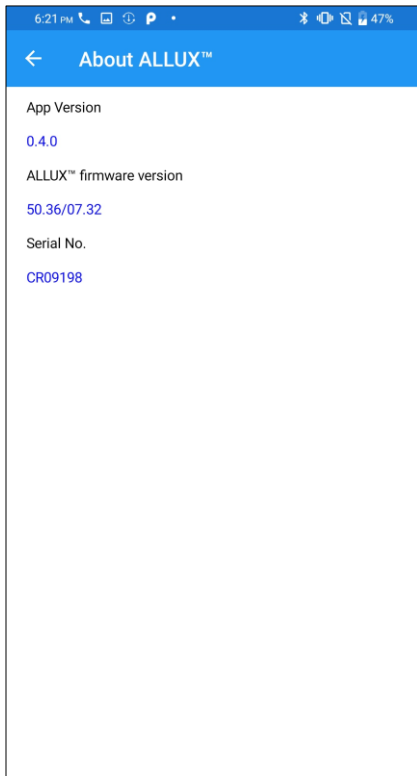 6:21 PM 47%
About ALLUX™
App Version
0.4.0
ALLUX™ firmware version
50.36/07.32
Serial No.
CR09198